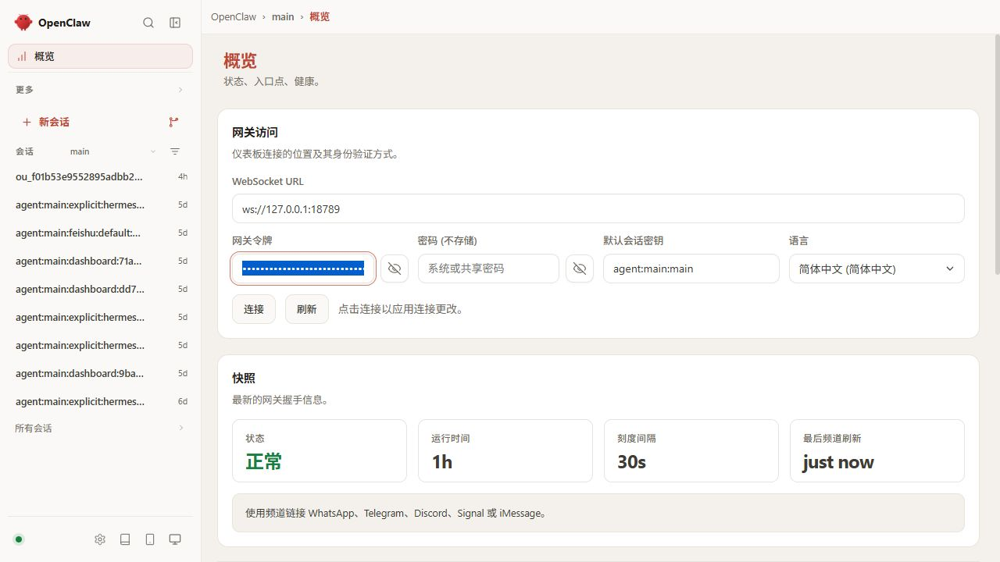 OpenClaw
概览
更多
新会话
会话 main
ou_f01b53e9552895adbb2... 4h
agent:main:explicit:hermes... 5d
agent:main:feishu:default:... 5d
agent:main:dashboard:71a... 5d
agent:main:dashboard:dd7... 5d
agent:main:explicit:hermes... 5d
agent:main:explicit:hermes... 5d
agent:main:dashboard:9ba... 5d
agent:main:explicit:hermes... 6d
所有会话
OpenClaw › main › 概览
概览
状态、入口点、健康。
网关访问
仪表板连接的位置及其身份验证方式。
WebSocket URL
ws://127.0.0.1:18789
网关令牌 密码 (不存储) 默认会话密钥 语言
系统或共享密码 agent:main:main 简体中文 (简体中文)
连接 刷新 点击连接以应用连接更改。
快照
最新的网关握手信息。
状态 运行时间 刻度间隔 最后频道刷新
正常 1h 30s just now
使用频道链接 WhatsApp、Telegram、Discord、Signal 或 iMessage。